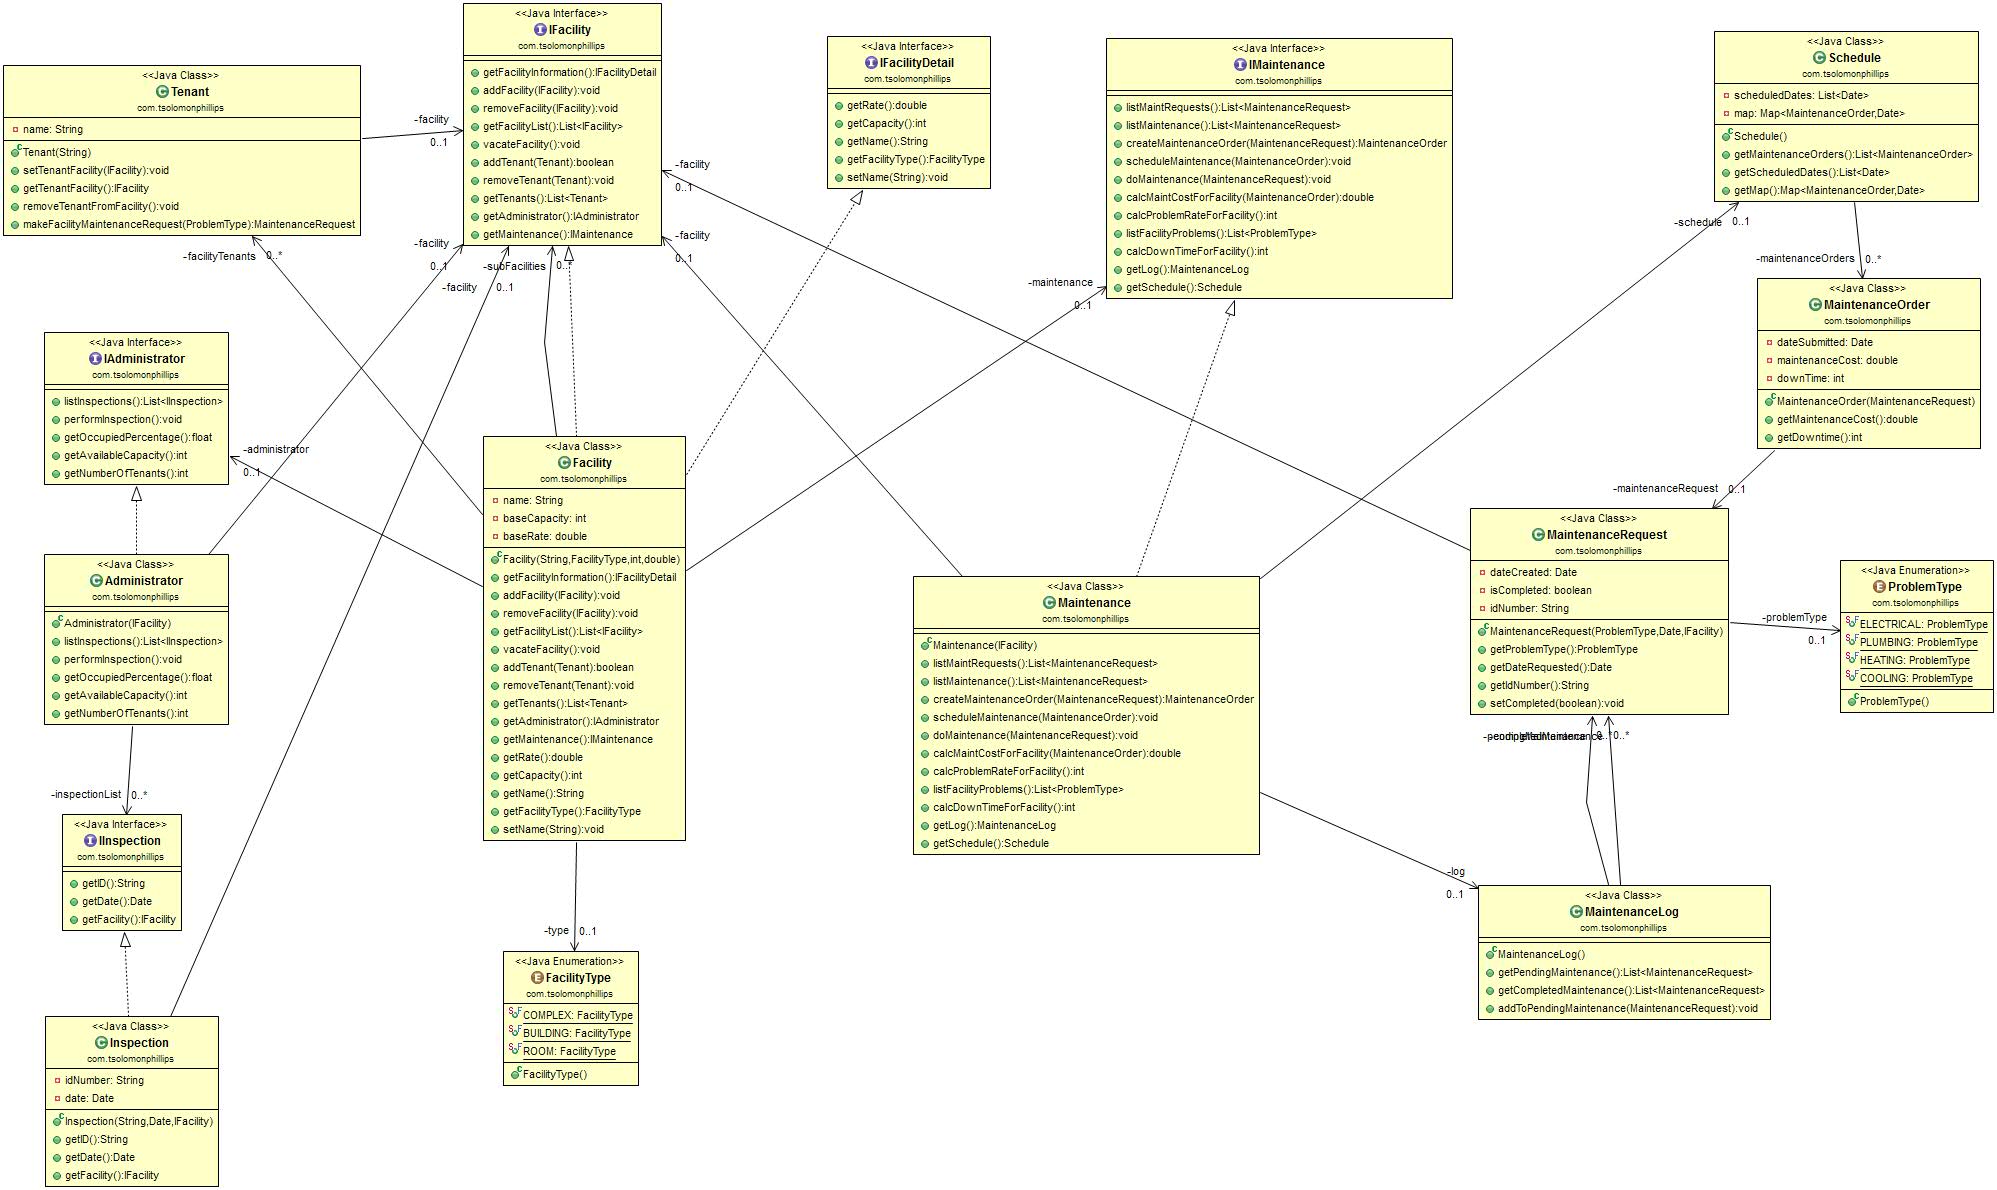 <<Java Class>>
Tenant
com.tsolomonphillips
name: String
Tenant(String)
setTenantFacility(IFacility):void
getTenantFacility():IFacility
removeTenantFromFacility():void
makeFacilityMaintenanceRequest(ProblemType):MaintenanceRequest
<<Java Interface>>
IFacility
com.tsolomonphillips
getFacilityInformation():IFacilityDetail
addFacility(IFacility):void
removeFacility(IFacility):void
getFacilityList():List<IFacility>
vacateFacility():void
addTenant(Tenant):boolean
removeTenant(Tenant):void
getTenants():List<Tenant>
getAdministrator():IAdministrator
getMaintenance():IMaintenance
<<Java Interface>>
IFacilityDetail
com.tsolomonphillips
getRate():double
getCapacity():int
getName():String
getFacilityType():FacilityType
setName(String):void
<<Java Interface>>
IMaintenance
com.tsolomonphillips
listMaintRequests():List<MaintenanceRequest>
listMaintenance():List<MaintenanceRequest>
createMaintenanceOrder(MaintenanceRequest):MaintenanceOrder
scheduleMaintenance(MaintenanceOrder):void
doMaintenance(MaintenanceRequest):void
calcMaintCostForFacility(MaintenanceOrder):double
calcProblemRateForFacility():int
listFacilityProblems():List<ProblemType>
calcDownTimeForFacility():int
getLog():MaintenanceLog
getSchedule():Schedule
<<Java Class>>
Schedule
com.tsolomonphillips
scheduledDates: List<Date>
map: Map<MaintenanceOrder,Date>
Schedule()
getMaintenanceOrders():List<MaintenanceOrder>
getScheduledDates():List<Date>
getMap():Map<MaintenanceOrder,Date>
-facility
0..1
-facility
0..1
-facilityTenants
0..*
-facility
0..1
-subFacilities
0..*
-facility
0..1
-facility
0..1
-maintenance
0..1
-schedule
0..1
-maintenanceOrders
0..*
<<Java Class>>
MaintenanceOrder
com.tsolomonphillips
dateSubmitted: Date
maintenanceCost: double
downTime: int
MaintenanceOrder(MaintenanceRequest)
getMaintenanceCost():double
getDowntime():int
<<Java Interface>>
IAdministrator
com.tsolomonphillips
listInspections():List<IInspection>
performInspection():void
getOccupiedPercentage():float
getAvailableCapacity():int
getNumberOfTenants():int
-administrator
0..1
-maintenanceRequest
0..1
<<Java Class>>
Facility
com.tsolomonphillips
name: String
baseCapacity: int
baseRate: double
Facility(String,FacilityType,int,double)
getFacilityInformation():IFacilityDetail
addFacility(IFacility):void
removeFacility(IFacility):void
getFacilityList():List<IFacility>
vacateFacility():void
addTenant(Tenant):boolean
removeTenant(Tenant):void
getTenants():List<Tenant>
getAdministrator():IAdministrator
getMaintenance():IMaintenance
getRate():double
getCapacity():int
getName():String
getFacilityType():FacilityType
setName(String):void
<<Java Class>>
Administrator
com.tsolomonphillips
Administrator(IFacility)
listInspections():List<IInspection>
performInspection():void
getOccupiedPercentage():float
getAvailableCapacity():int
getNumberOfTenants():int
<<Java Class>>
Maintenance
com.tsolomonphillips
Maintenance(IFacility)
listMaintRequests():List<MaintenanceRequest>
listMaintenance():List<MaintenanceRequest>
createMaintenanceOrder(MaintenanceRequest):MaintenanceOrder
scheduleMaintenance(MaintenanceOrder):void
doMaintenance(MaintenanceRequest):void
calcMaintCostForFacility(MaintenanceOrder):double
calcProblemRateForFacility():int
listFacilityProblems():List<ProblemType>
calcDownTimeForFacility():int
getLog():MaintenanceLog
getSchedule():Schedule
<<Java Class>>
MaintenanceRequest
com.tsolomonphillips
dateCreated: Date
isCompleted: boolean
idNumber: String
MaintenanceRequest(ProblemType,Date,IFacility)
getProblemType():ProblemType
getDateRequested():Date
getIdNumber():String
setCompleted(boolean):void
-problemType
0..1
<<Java Enumeration>>
ProblemType
com.tsolomonphillips
ELECTRICAL: ProblemType
PLUMBING: ProblemType
HEATING: ProblemType
COOLING: ProblemType
ProblemType()
0..*
0..*
-inspectionList
0..*
<<Java Interface>>
IInspection
com.tsolomonphillips
getID():String
getDate():Date
getFacility():IFacility
-log
0..1
<<Java Class>>
MaintenanceLog
com.tsolomonphillips
MaintenanceLog()
getPendingMaintenance():List<MaintenanceRequest>
getCompletedMaintenance():List<MaintenanceRequest>
addToPendingMaintenance(MaintenanceRequest):void
-type
0..1
<<Java Enumeration>>
FacilityType
com.tsolomonphillips
COMPLEX: FacilityType
BUILDING: FacilityType
ROOM: FacilityType
FacilityType()
<<Java Class>>
Inspection
com.tsolomonphillips
idNumber: String
date: Date
Inspection(String,Date,IFacility)
getID():String
getDate():Date
getFacility():IFacility